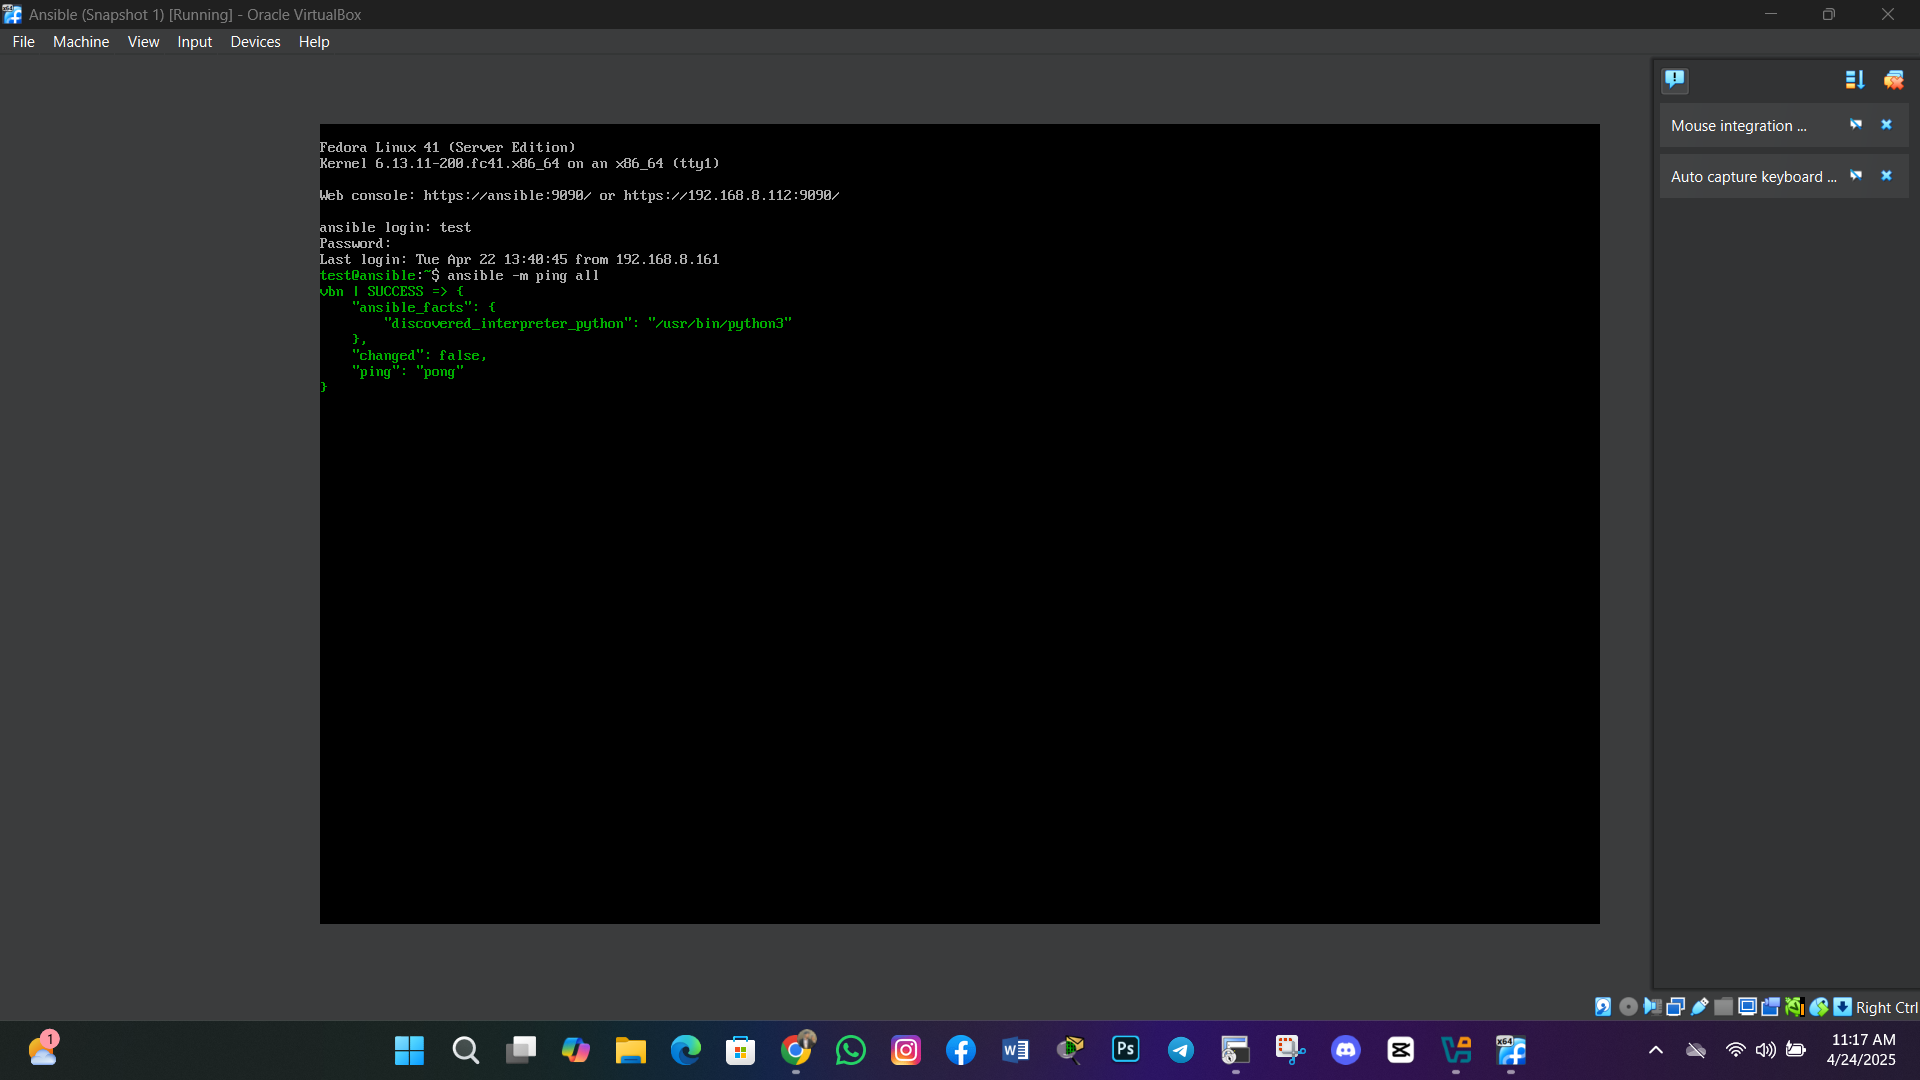 Ansible (Snapshot 1) [Running] - Oracle VirtualBox
File Machine View Input Devices Help
Mouse integration ...
Auto capture keyboard ...
Fedora Linux 41 (Server Edition)
Kernel 6.13.11-200.fc41.x86_64 on an x86_64 (tty1)
Web console: https://ansible:9090/ or https://192.168.8.112:9090/
ansible login: test
Password:
Last login: Tue Apr 22 13:40:45 from 192.168.8.161
test@ansible:~$ ansible -m ping all
vbn | SUCCESS => {
    "ansible_facts": {
        "discovered_interpreter_python": "/usr/bin/python3"
    },
    "changed": false,
    "ping": "pong"
}
Right Ctrl
1
Ps
x64
11:17 AM
4/24/2025